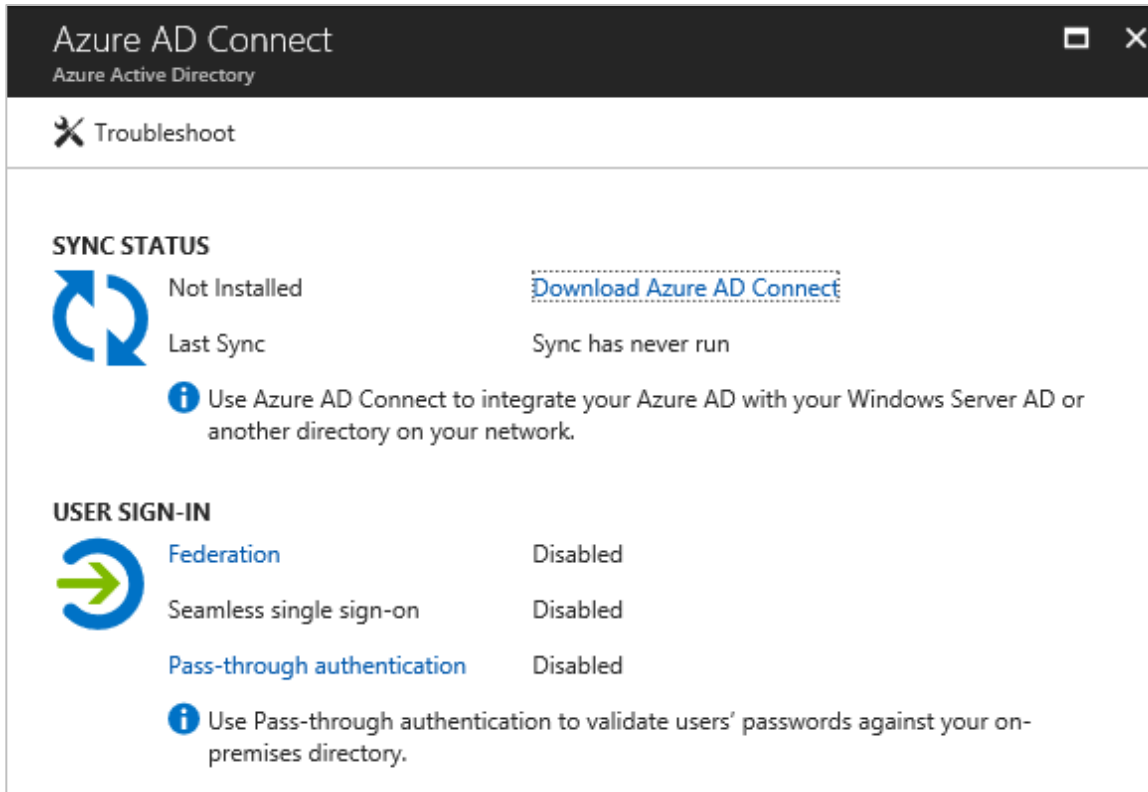 Azure AD Connect
Azure Active Directory
Troubleshoot
SYNC STATUS
Not Installed Download Azure AD Connect
Last Sync Sync has never run
Use Azure AD Connect to integrate your Azure AD with your Windows Server AD or
another directory on your network.
USER SIGN-IN
Federation Disabled
Seamless single sign-on Disabled
Pass-through authentication Disabled
Use Pass-through authentication to validate users’ passwords against your on-
premises directory.